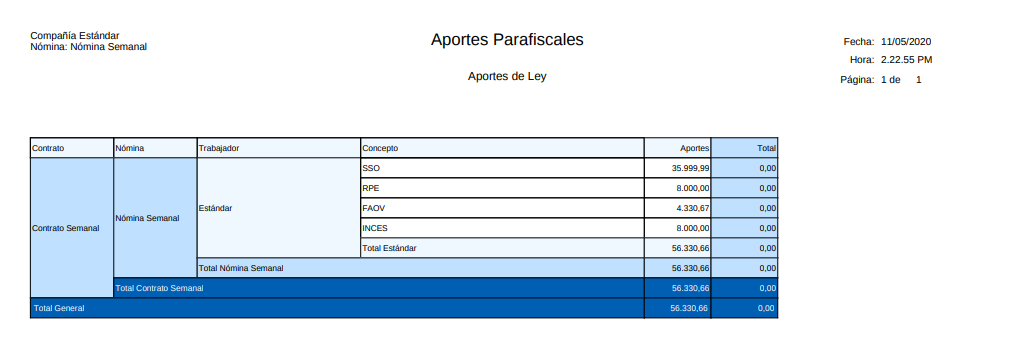 Compañía Estándar
Nómina: Nómina Semanal
Aportes Parafiscales
Aportes de Ley
Fecha: 11/05/2020
Hora: 2.22.55 PM
Página: 1 de 1
Contrato Nómina Trabajador Concepto Aportes Total
SSO 35.999,99 0,00
RPE 8.000,00 0,00
Estándar
FAOV 4.330,67 0,00
Nómina Semanal
Contrato Semanal
INCES 8.000,00 0,00
Total Estándar 56.330,66 0,00
Total Nómina Semanal 56.330,66 0,00
Total Contrato Semanal 56.330,66 0,00
Total General 56.330,66 0,00